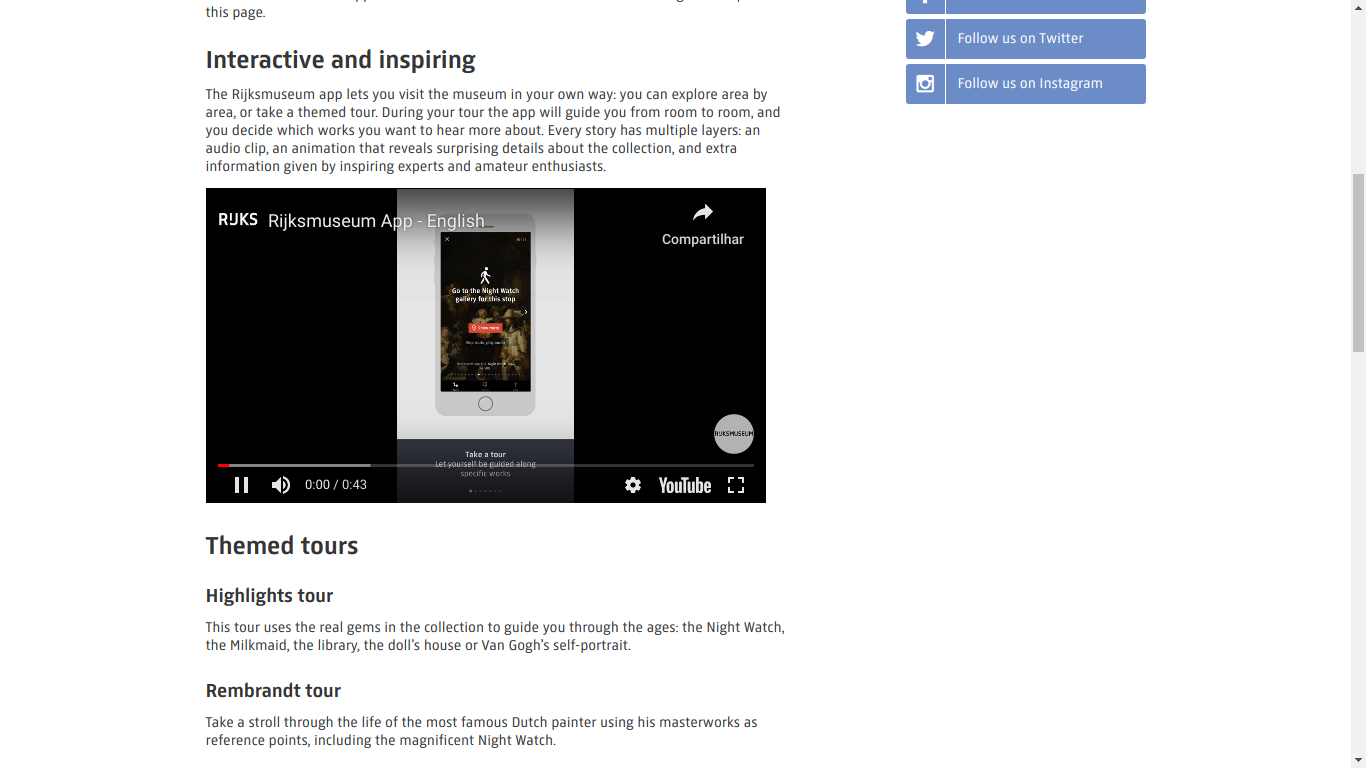 this page.
Interactive and inspiring
The Rijksmuseum app lets you visit the museum in your own way: you can explore area by
area, or take a themed tour. During your tour the app will guide you from room to room, and
you decide which works you want to hear more about. Every story has multiple layers: an
audio clip, an animation that reveals surprising details about the collection, and extra
information given by inspiring experts and amateur enthusiasts.
RIJKS Rijksmuseum App - English
Compartilhar
Go to the Night Watch
gallery for this stop
Show route
Skip route, play audio
RIJKSMUSEUM
Take a tour
Let yourself be guided along
specific works
0:00 / 0:43
YouTube
Themed tours
Highlights tour
This tour uses the real gems in the collection to guide you through the ages: the Night Watch,
the Milkmaid, the library, the doll's house or Van Gogh's self-portrait.
Rembrandt tour
Take a stroll through the life of the most famous Dutch painter using his masterworks as
reference points, including the magnificent Night Watch.
Follow us on Twitter
Follow us on Instagram